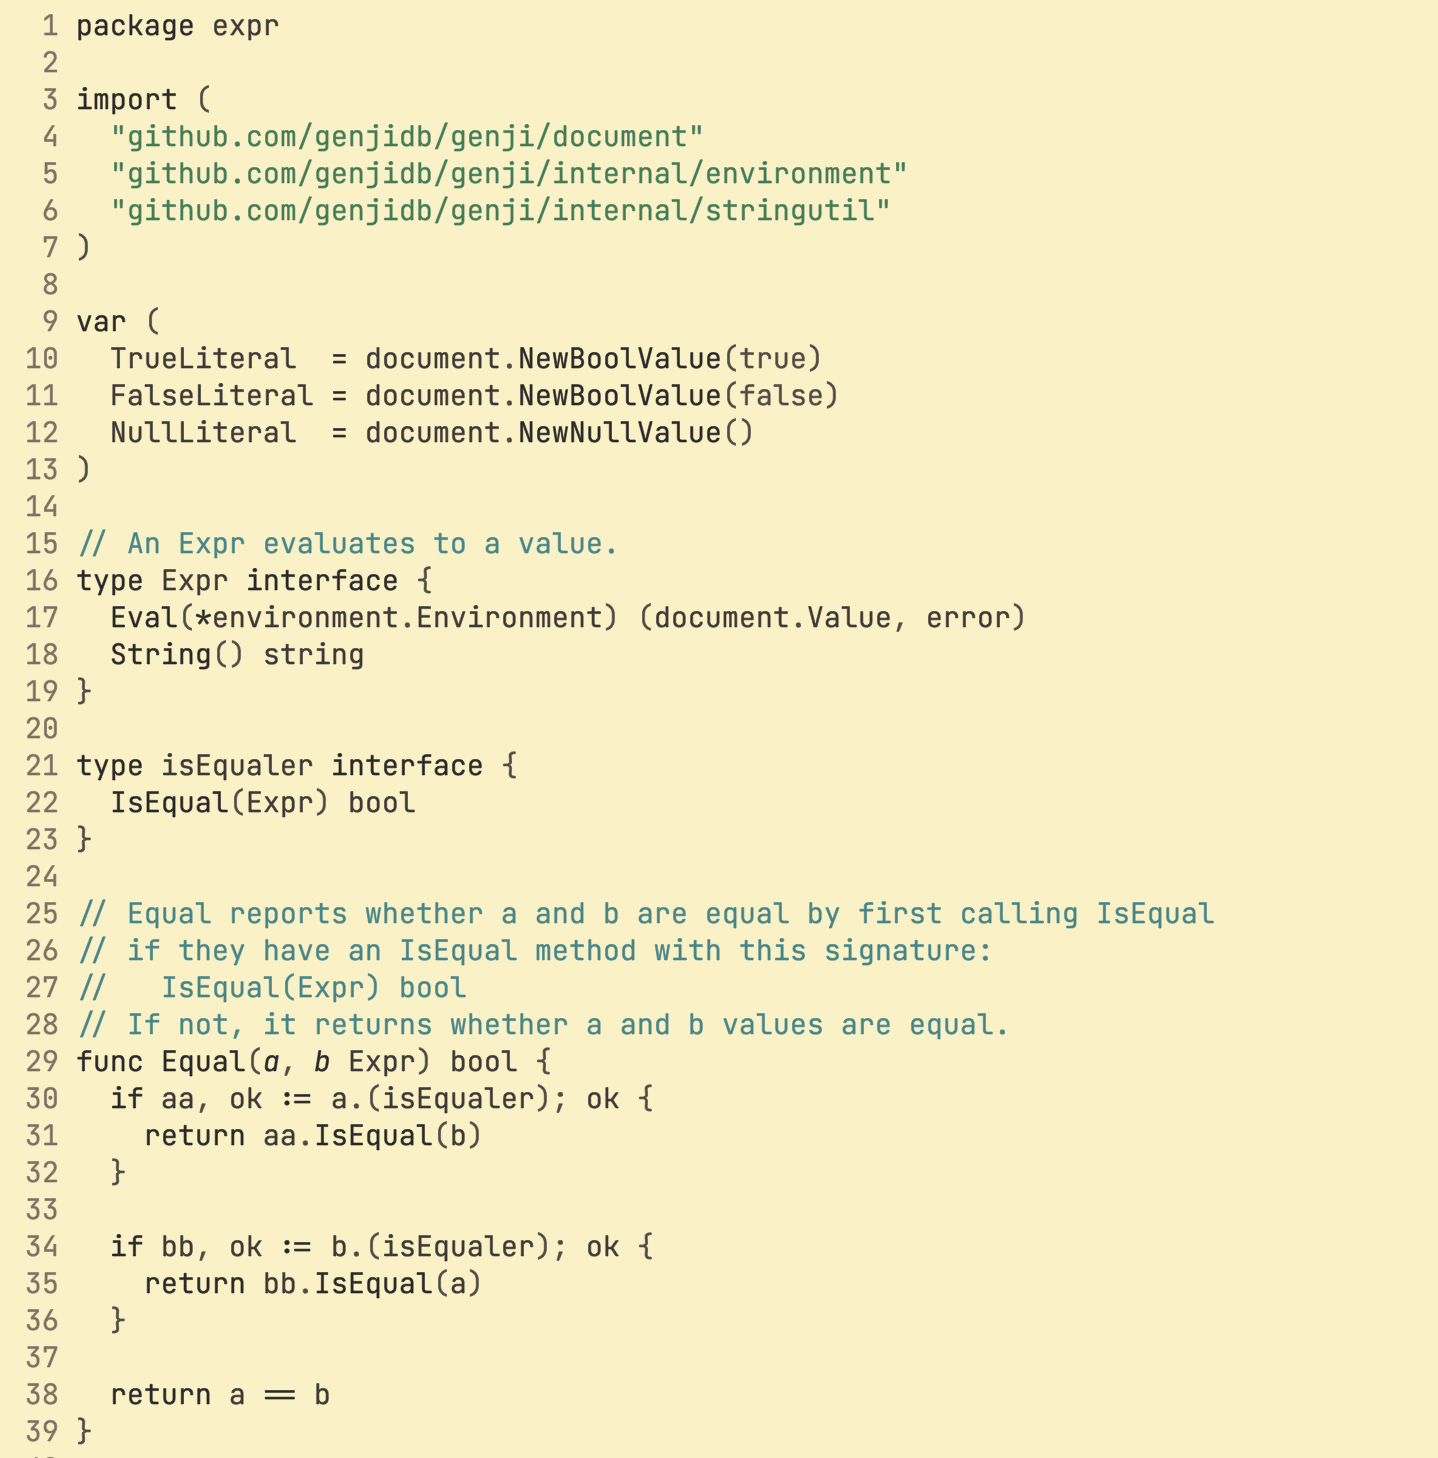 1 package expr
2
3 import (
4   "github.com/genjidb/genji/document"
5   "github.com/genjidb/genji/internal/environment"
6   "github.com/genjidb/genji/internal/stringutil"
7 )
8
9 var (
10   TrueLiteral  = document.NewBoolValue(true)
11   FalseLiteral = document.NewBoolValue(false)
12   NullLiteral  = document.NewNullValue()
13 )
14
15 // An Expr evaluates to a value.
16 type Expr interface {
17   Eval(*environment.Environment) (document.Value, error)
18   String() string
19 }
20
21 type isEqualer interface {
22   IsEqual(Expr) bool
23 }
24
25 // Equal reports whether a and b are equal by first calling IsEqual
26 // if they have an IsEqual method with this signature:
27 //   IsEqual(Expr) bool
28 // If not, it returns whether a and b values are equal.
29 func Equal(a, b Expr) bool {
30   if aa, ok := a.(isEqualer); ok {
31     return aa.IsEqual(b)
32   }
33
34   if bb, ok := b.(isEqualer); ok {
35     return bb.IsEqual(a)
36   }
37
38   return a == b
39 }